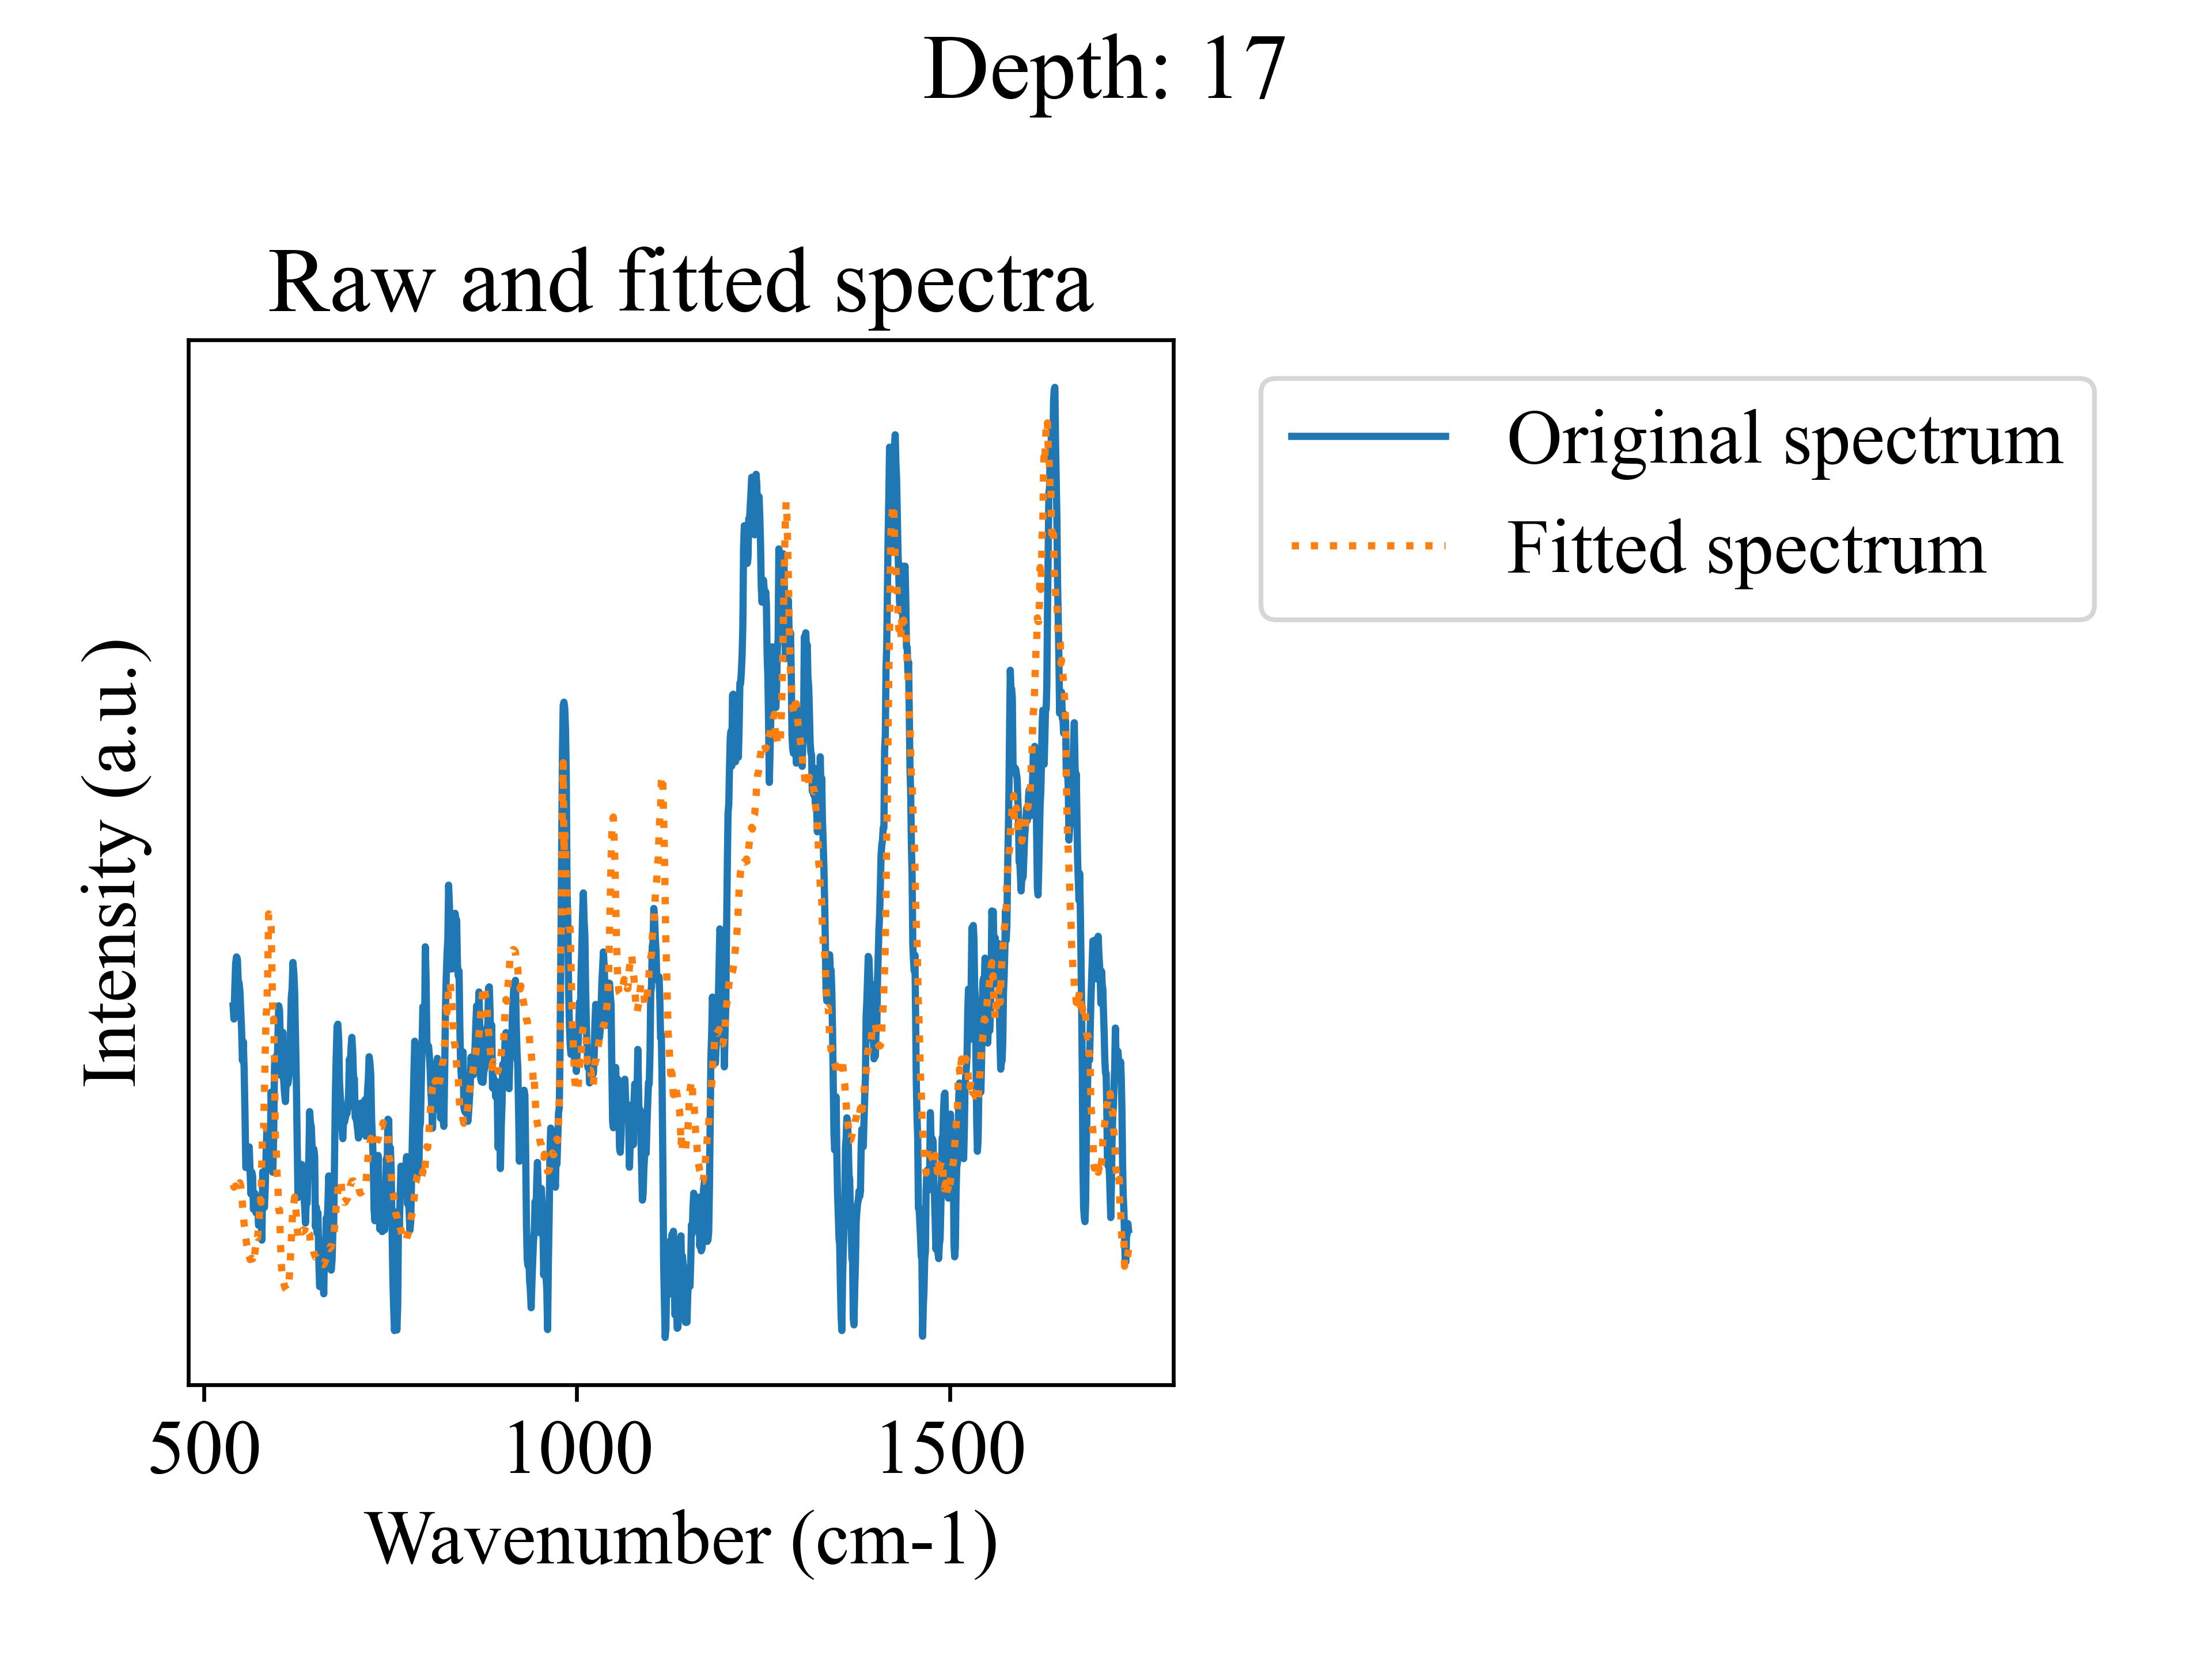 Depth: 17
Raw and fitted spectra
Original spectrum
Fitted spectrum
Intensity (a.u.)
500 1000 1500
Wavenumber (cm-1)